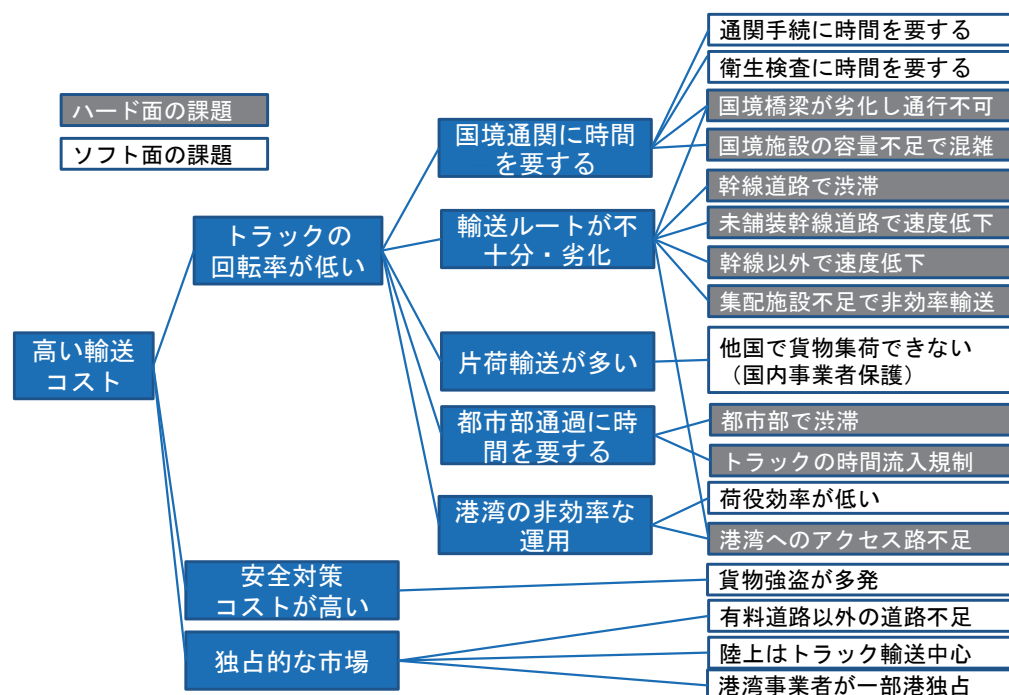 ハード面の課題
ソフト面の課題
高い輸送
コスト
トラックの
回転率が低い
安全対策
コストが高い
独占的な市場
国境通関に時間
を要する
輸送ルートが不
十分・劣化
片荷輸送が多い
都市部通過に時
間を要する
港湾の非効率な
運用
通関手続に時間を要する
衛生検査に時間を要する
国境橋梁が劣化し通行不可
国境施設の容量不足で混雑
幹線道路で渋滞
未舗装幹線道路で速度低下
幹線以外で速度低下
集配施設不足で非効率輸送
他国で貨物集荷できない
（国内事業者保護）
都市部で渋滞
トラックの時間流入規制
荷役効率が低い
港湾へのアクセス路不足
貨物強盗が多発
有料道路以外の道路不足
陸上はトラック輸送中心
港湾事業者が一部港独占